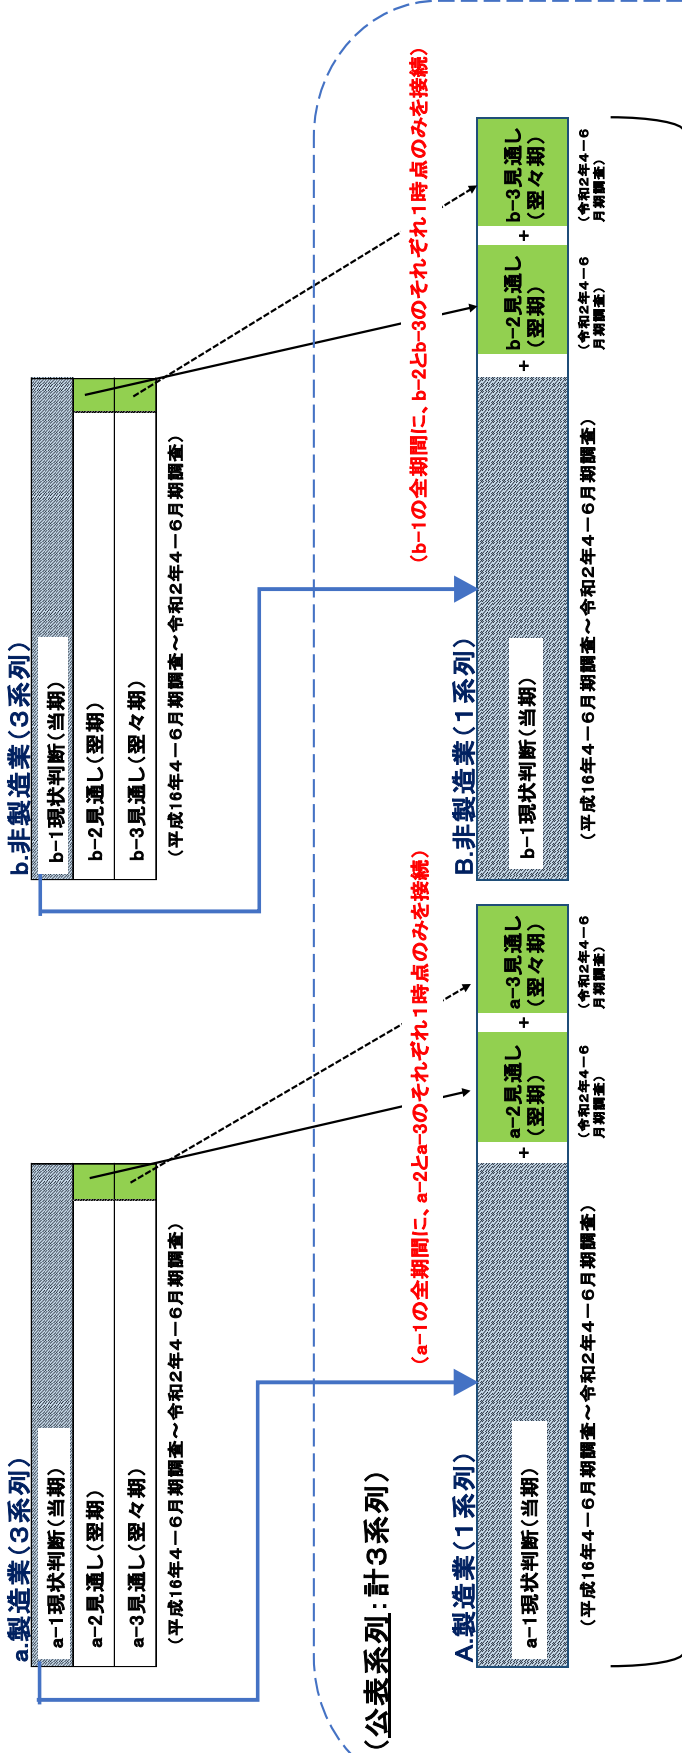 a.製造業(3系列)
a−1現状判断(当期)
a−2見通し(翌期)
a−3見通し(翌々期)
(平成16年4−6月期調査～令和2年4−6月期調査)
b.非製造業(3系列)
b−1現状判断(当期)
b−2見通し(翌期)
b−3見通し(翌々期)
(平成16年4−6月期調査～令和2年4−6月期調査)
(公表系列:計3系列)
(a−1の全期間に、a−2とa−3のそれぞれ1時点のみを接続)
(b−1の全期間に、b−2とb−3のそれぞれ1時点のみを接続)
A.製造業(1系列)
a−1現状判断(当期)
+
a−2見通し
(翌期)
+
a−3見通し
(翌々期)
(平成16年4−6月期調査～令和2年4−6月期調査)
(令和2年4−6
月期調査)
(令和2年4−6
月期調査)
B.非製造業(1系列)
b−1現状判断(当期)
+
b−2見通し
(翌期)
+
b−3見通し
(翌々期)
(平成16年4−6月期調査～令和2年4−6月期調査)
(令和2年4−6
月期調査)
(令和2年4−6
月期調査)